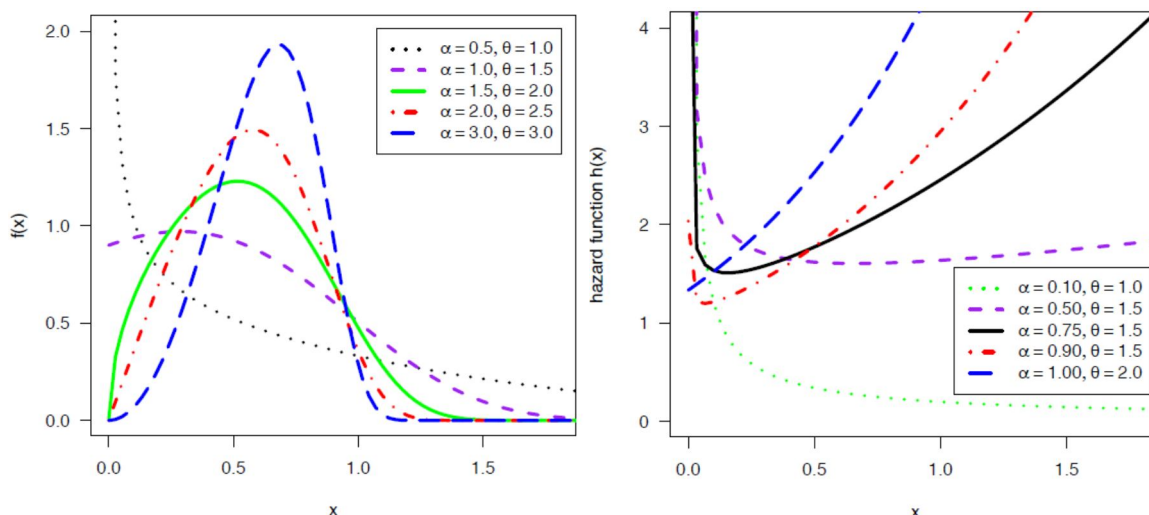 f(x)
2.0
1.5
1.0
0.5
0.0
α = 0.5, θ = 1.0
α = 1.0, θ = 1.5
α = 1.5, θ = 2.0
α = 2.0, θ = 2.5
α = 3.0, θ = 3.0
0.0 0.5 1.0 1.5
x
hazard function h(x)
4
3
2
1
0
α = 0.10, θ = 1.0
α = 0.50, θ = 1.5
α = 0.75, θ = 1.5
α = 0.90, θ = 1.5
α = 1.00, θ = 2.0
0.0 0.5 1.0 1.5
x